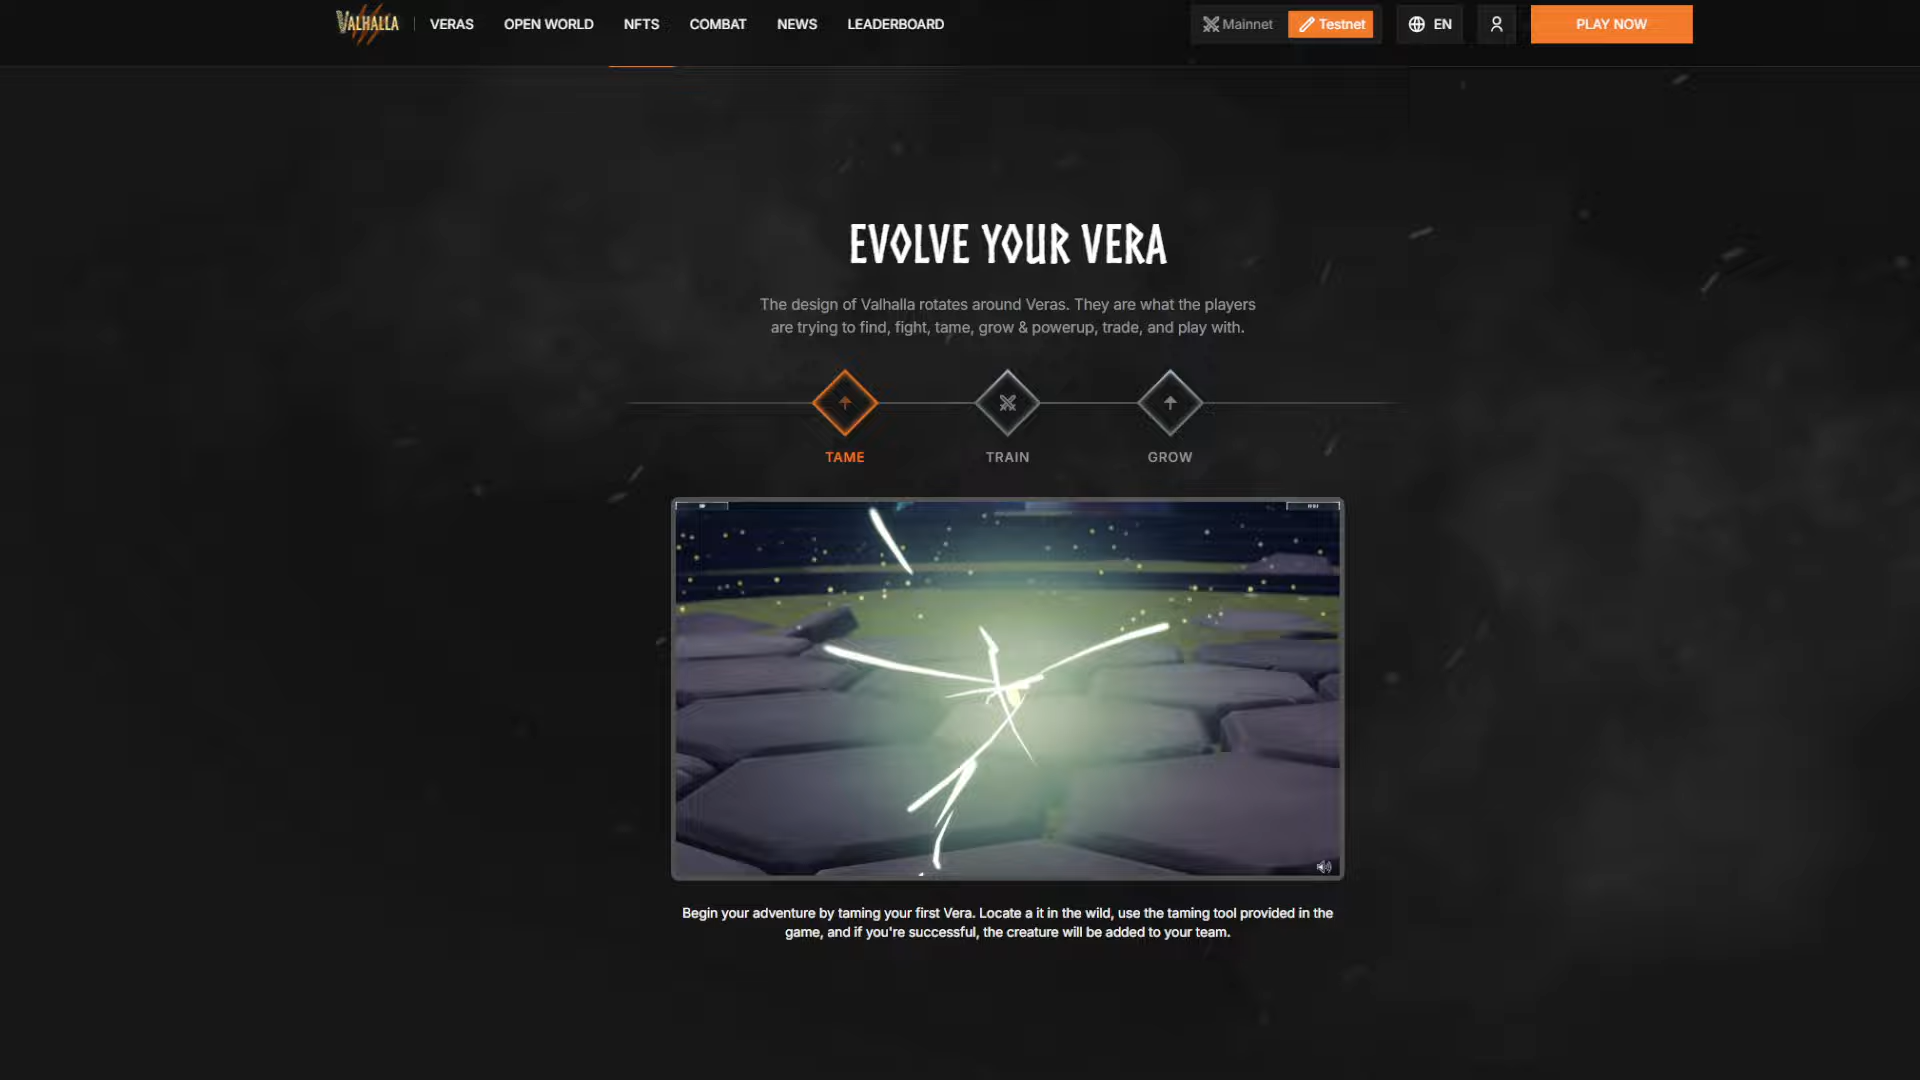 VALHALLA
VERAS
OPEN WORLD
NFTS
COMBAT
NEWS
LEADERBOARD
Mainnet
Testnet
EN
PLAY NOW
EVOLVE YOUR VERA
The design of Valhalla rotates around Veras. They are what the players
are trying to find, fight, tame, grow & powerup, trade, and play with.
TAME
TRAIN
GROW
Begin your adventure by taming your first Vera. Locate a it in the wild, use the taming tool provided in the
game, and if you're successful, the creature will be added to your team.